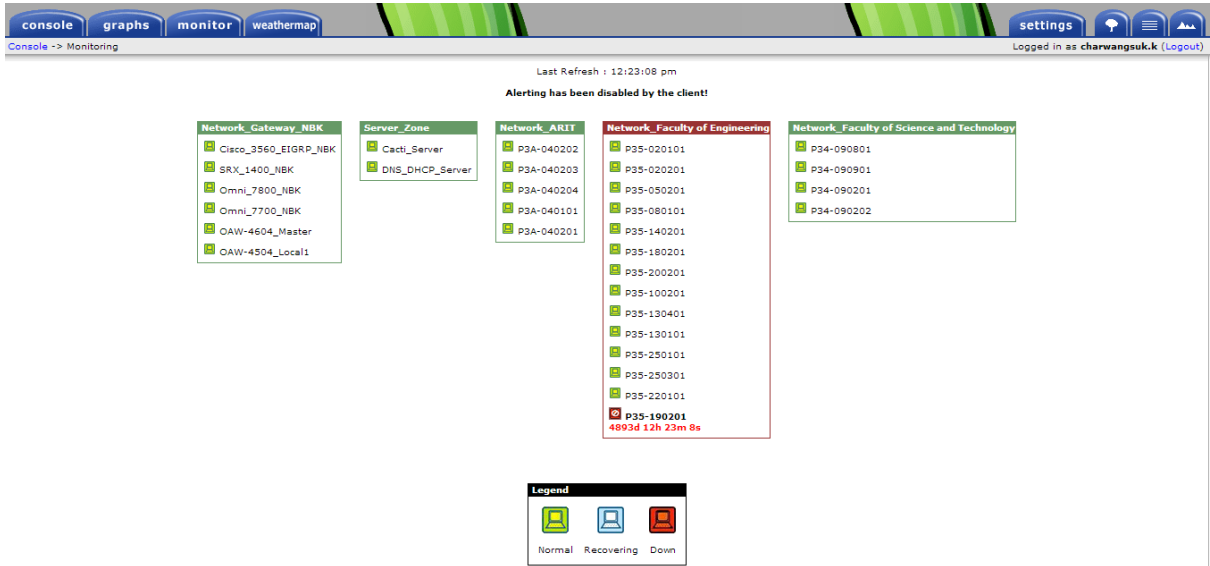 console graphs monitor weathermap settings
Console -> Monitoring Logged in as charwangsuk.k (Logout)
Last Refresh : 12:23:08 pm
Alerting has been disabled by the client!
Network_Gateway_NBK
Cisco_3560_EIGRP_NBK
SRX_1400_NBK
Omni_7800_NBK
Omni_7700_NBK
OAW-4604_Master
OAW-4504_Local1
Server_Zone
Cacti_Server
DNS_DHCP_Server
Network_ARIT
P3A-040202
P3A-040203
P3A-040204
P3A-040101
P3A-040201
Network_Faculty of Engineering
P35-020101
P35-020201
P35-050201
P35-080101
P35-140201
P35-180201
P35-200201
P35-100201
P35-130401
P35-130101
P35-250101
P35-250301
P35-220101
P35-190201
4893d 12h 23m 8s
Network_Faculty of Science and Technology
P34-090801
P34-090901
P34-090201
P34-090202
Legend
Normal Recovering Down